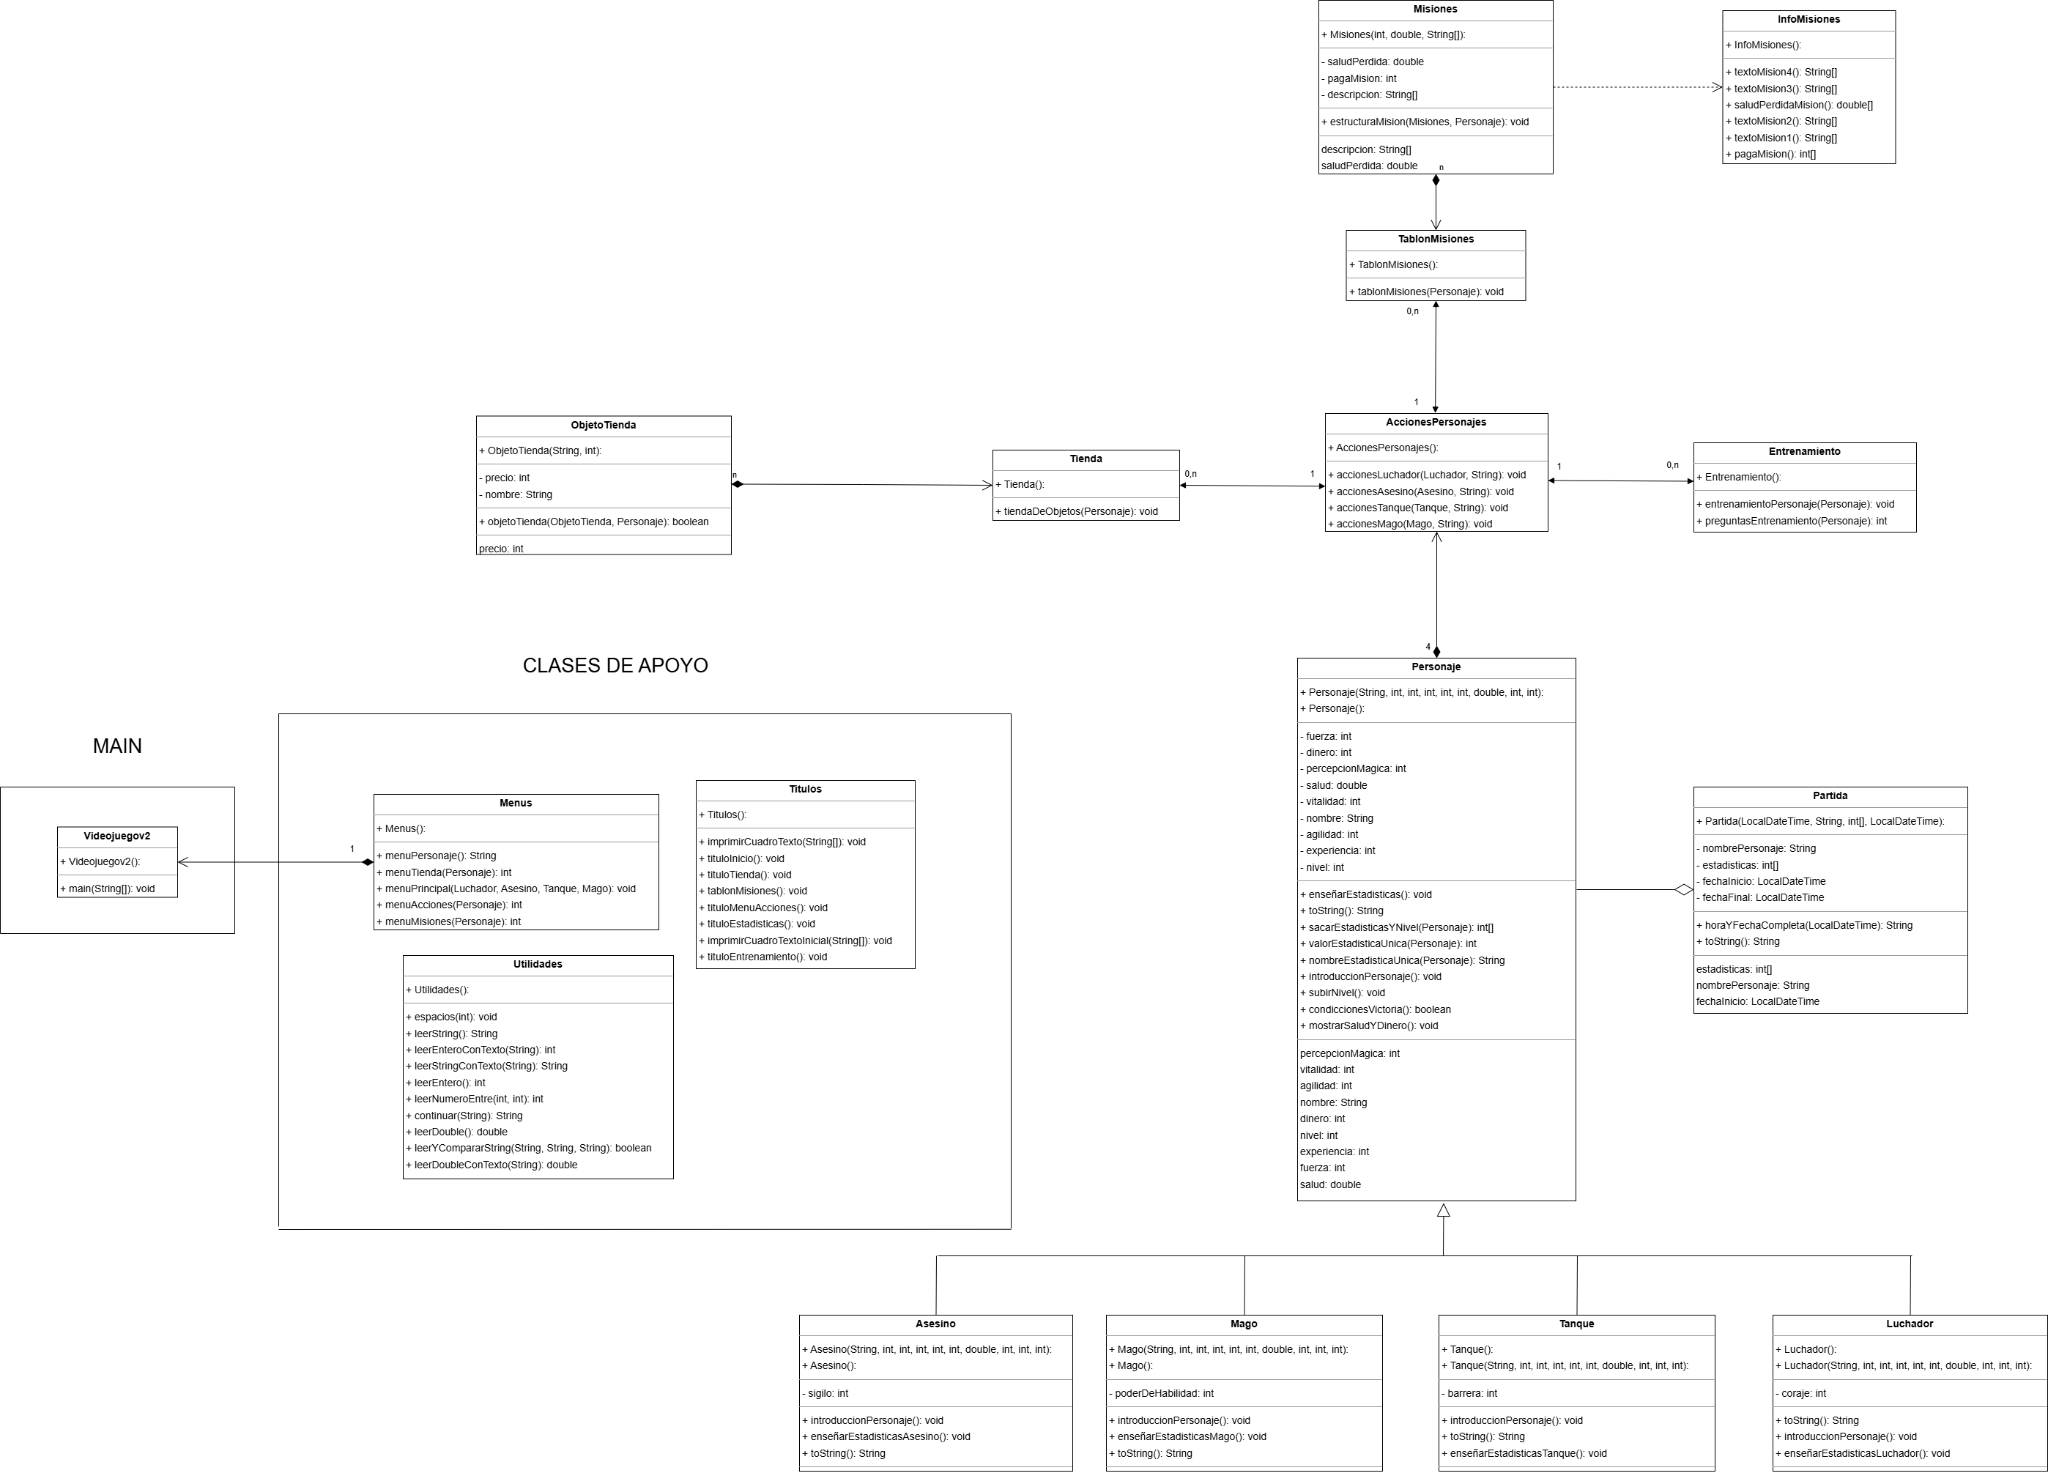 Misiones
+ Misiones(int, double, String[]):
- saludPerdida: double
- pagaMision: int
- descripcion: String[]
+ estructuraMision(Misiones, Personaje): void
descripcion: String[]
saludPerdida: double
n
InfoMisiones
+ InfoMisiones():
+ textoMision4(): String[]
+ textoMision3(): String[]
+ saludPerdidaMision(): double[]
+ textoMision2(): String[]
+ textoMision1(): String[]
+ pagaMision(): int[]
TablonMisiones
+ TablonMisiones():
+ tablonMisiones(Personaje): void
0,n
1
ObjetoTienda
+ ObjetoTienda(String, int):
- precio: int
- nombre: String
+ objetoTienda(ObjetoTienda, Personaje): boolean
precio: int
n
Tienda
+ Tienda():
+ tiendaDeObjetos(Personaje): void
0,n
1
AccionesPersonajes
+ AccionesPersonajes():
+ accionesLuchador(Luchador, String): void
+ accionesAsesino(Asesino, String): void
+ accionesTanque(Tanque, String): void
+ accionesMago(Mago, String): void
1
0,n
Entrenamiento
+ Entrenamiento():
+ entrenamientoPersonaje(Personaje): void
+ preguntasEntrenamiento(Personaje): int
4
CLASES DE APOYO
MAIN
Videojuegov2
+ Videojuegov2():
+ main(String[]): void
1
Menus
+ Menus():
+ menuPersonaje(): String
+ menuTienda(Personaje): int
+ menuPrincipal(Luchador, Asesino, Tanque, Mago): void
+ menuAcciones(Personaje): int
+ menuMisiones(Personaje): int
Titulos
+ Titulos():
+ imprimirCuadroTexto(String[]): void
+ tituloInicio(): void
+ tituloTienda(): void
+ tablonMisiones(): void
+ tituloMenuAcciones(): void
+ tituloEstadisticas(): void
+ imprimirCuadroTextoInicial(String[]): void
+ tituloEntrenamiento(): void
Utilidades
+ Utilidades():
+ espacios(int): void
+ leerString(): String
+ leerEnteroConTexto(String): int
+ leerStringConTexto(String): String
+ leerEntero(): int
+ leerNumeroEntre(int, int): int
+ continuar(String): String
+ leerDouble(): double
+ leerYCompararString(String, String, String): boolean
+ leerDoubleConTexto(String): double
Personaje
+ Personaje(String, int, int, int, int, int, double, int, int):
+ Personaje():
- fuerza: int
- dinero: int
- percepcionMagica: int
- salud: double
- vitalidad: int
- nombre: String
- agilidad: int
- experiencia: int
- nivel: int
+ enseñarEstadisticas(): void
+ toString(): String
+ sacarEstadisticasYNivel(Personaje): int[]
+ valorEstadisticaUnica(Personaje): int
+ nombreEstadisticaUnica(Personaje): String
+ introduccionPersonaje(): void
+ subirNivel(): void
+ condiccionesVictoria(): boolean
+ mostrarSaludYDinero(): void
percepcionMagica: int
vitalidad: int
agilidad: int
nombre: String
dinero: int
nivel: int
experiencia: int
fuerza: int
salud: double
Partida
+ Partida(LocalDateTime, String, int[], LocalDateTime):
- nombrePersonaje: String
- estadisticas: int[]
- fechaInicio: LocalDateTime
- fechaFinal: LocalDateTime
+ horaYFechaCompleta(LocalDateTime): String
+ toString(): String
estadisticas: int[]
nombrePersonaje: String
fechaInicio: LocalDateTime
Asesino
+ Asesino(String, int, int, int, int, int, double, int, int, int):
+ Asesino():
- sigilo: int
+ introduccionPersonaje(): void
+ enseñarEstadisticasAsesino(): void
+ toString(): String
Mago
+ Mago(String, int, int, int, int, int, double, int, int, int):
+ Mago():
- poderDeHabilidad: int
+ introduccionPersonaje(): void
+ enseñarEstadisticasMago(): void
+ toString(): String
Tanque
+ Tanque():
+ Tanque(String, int, int, int, int, int, double, int, int, int):
- barrera: int
+ introduccionPersonaje(): void
+ toString(): String
+ enseñarEstadisticasTanque(): void
Luchador
+ Luchador():
+ Luchador(String, int, int, int, int, int, double, int, int, int):
- coraje: int
+ toString(): String
+ introduccionPersonaje(): void
+ enseñarEstadisticasLuchador(): void